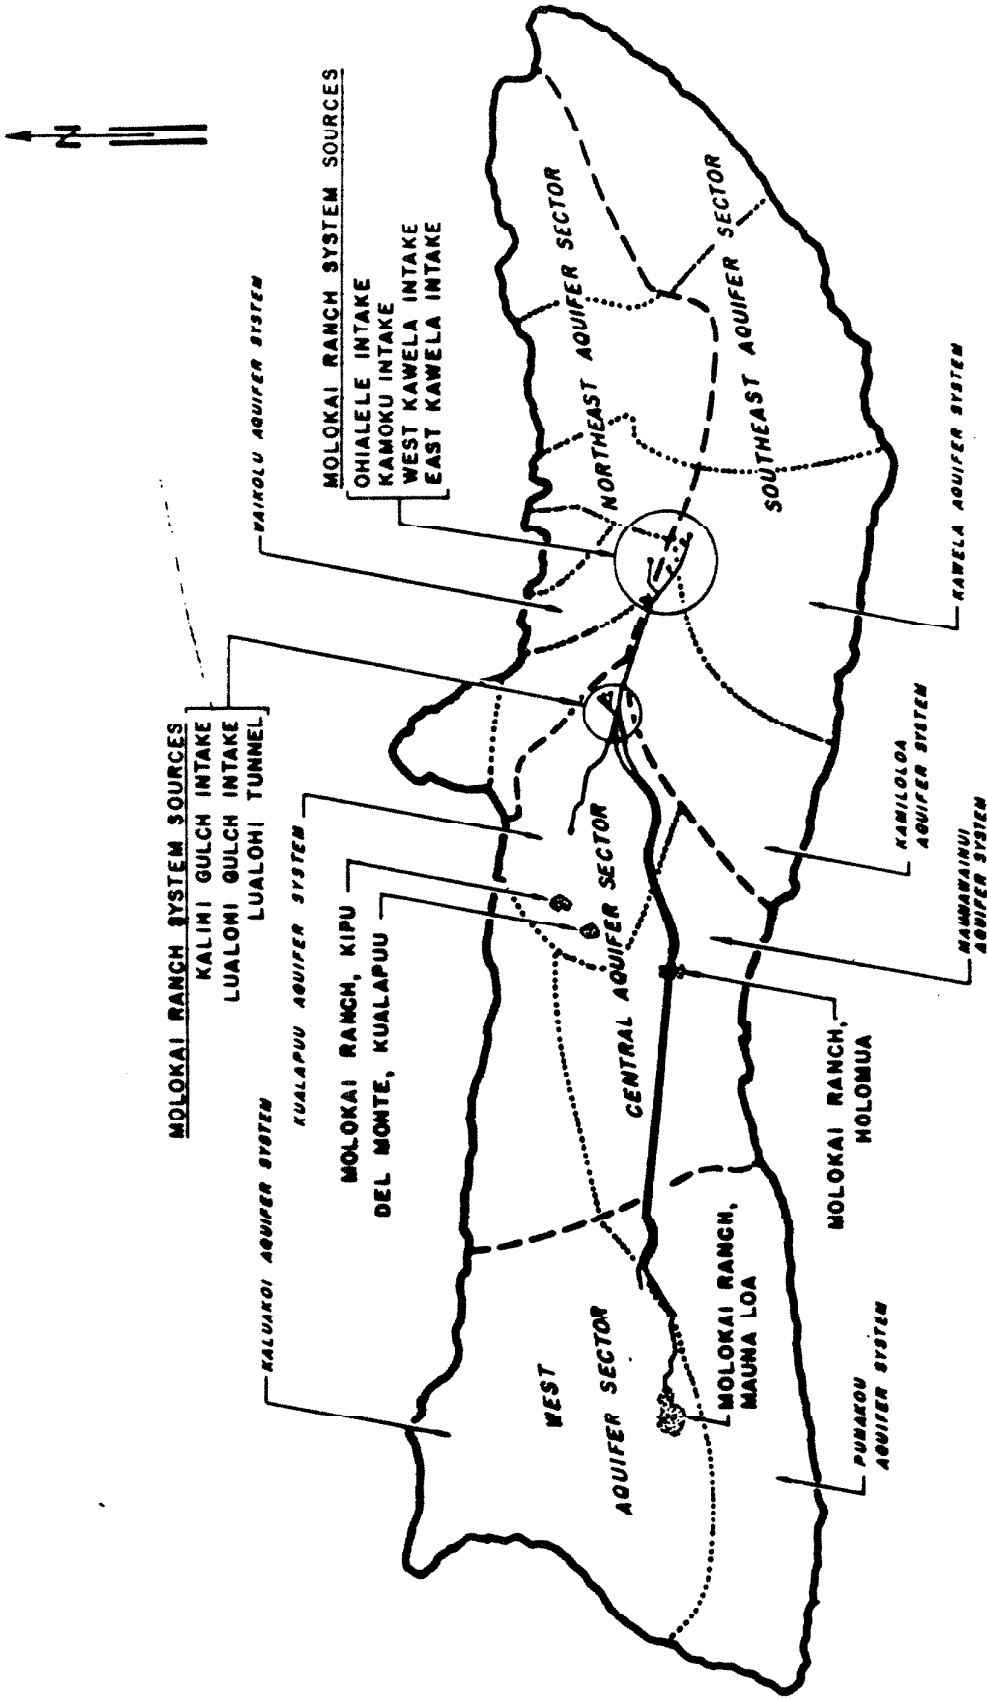 N
MOLOKAI RANCH SYSTEM SOURCES
KALIHI GULCH INTAKE
LUALOHI GULCH INTAKE
LUALOHI TUNNEL
WAIKOLU AQUIFER SYSTEM
MOLOKAI RANCH SYSTEM SOURCES
OHIALELE INTAKE
KAMOKU INTAKE
WEST KAWELA INTAKE
EAST KAWELA INTAKE
KALUAKOI AQUIFER SYSTEM
KUALAPUU AQUIFER SYSTEM
MOLOKAI RANCH, KIPU
DEL MONTE, KUALAPUU
WEST
AQUIFER SECTOR
CENTRAL AQUIFER SECTOR
NORTHEAST AQUIFER SECTOR
SOUTHEAST AQUIFER SECTOR
MOLOKAI RANCH,
MAUNA LOA
MOLOKAI RANCH,
HOLOMUA
PUNAKOU
AQUIFER SYSTEM
MANAWAINUI
AQUIFER SYSTEM
KAMILOLOA
AQUIFER SYSTEM
KAWELA AQUIFER SYSTEM